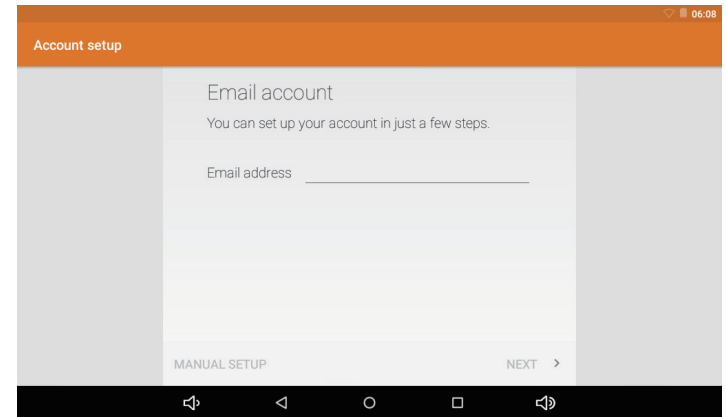 06:08
Account setup
Email account
You can set up your account in just a few steps.
Email address
MANUAL SETUP
NEXT